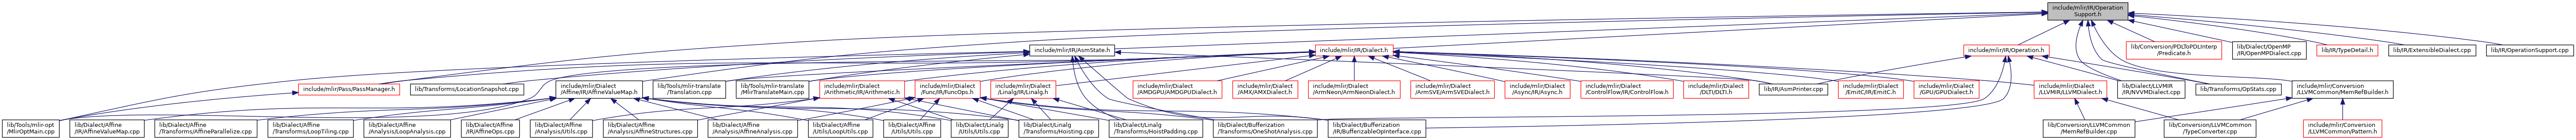 include/mlir/IR/Operation
Support.h
include/mlir/IR/AsmState.h
include/mlir/IR/Dialect.h
include/mlir/IR/Operation.h
lib/Conversion/PDLToPDLInterp
/Predicate.h
lib/Dialect/OpenMP
/IR/OpenMPDialect.cpp
lib/IR/TypeDetail.h
lib/IR/ExtensibleDialect.cpp
lib/IR/OperationSupport.cpp
include/mlir/Pass/PassManager.h
lib/Transforms/LocationSnapshot.cpp
include/mlir/Dialect
/Affine/IR/AffineValueMap.h
lib/Tools/mlir-translate
/Translation.cpp
lib/Tools/mlir-translate
/MlirTranslateMain.cpp
include/mlir/Dialect
/Arithmetic/IR/Arithmetic.h
include/mlir/Dialect
/Func/IR/FuncOps.h
include/mlir/Dialect
/Linalg/IR/Linalg.h
include/mlir/Dialect
/AMDGPU/AMDGPUDialect.h
include/mlir/Dialect
/AMX/AMXDialect.h
include/mlir/Dialect
/ArmNeon/ArmNeonDialect.h
include/mlir/Dialect
/ArmSVE/ArmSVEDialect.h
include/mlir/Dialect
/Async/IR/Async.h
include/mlir/Dialect
/ControlFlow/IR/ControlFlow.h
include/mlir/Dialect
/DLTI/DLTI.h
lib/IR/AsmPrinter.cpp
include/mlir/Dialect
/EmitC/IR/EmitC.h
include/mlir/Dialect
/GPU/IR/GPUDialect.h
include/mlir/Dialect
/LLVMIR/LLVMDialect.h
lib/Dialect/LLVMIR
/IR/NVVMDialect.cpp
lib/Transforms/OpStats.cpp
include/mlir/Conversion
/LLVMCommon/MemRefBuilder.h
lib/Tools/mlir-opt
/MlirOptMain.cpp
lib/Dialect/Affine
/IR/AffineValueMap.cpp
lib/Dialect/Affine
/Transforms/AffineParallelize.cpp
lib/Dialect/Affine
/Transforms/LoopTiling.cpp
lib/Dialect/Affine
/Analysis/LoopAnalysis.cpp
lib/Dialect/Affine
/IR/AffineOps.cpp
lib/Dialect/Affine
/Analysis/Utils.cpp
lib/Dialect/Affine
/Analysis/AffineStructures.cpp
lib/Dialect/Affine
/Analysis/AffineAnalysis.cpp
lib/Dialect/Affine
/Utils/LoopUtils.cpp
lib/Dialect/Affine
/Utils/Utils.cpp
lib/Dialect/Linalg
/Utils/Utils.cpp
lib/Dialect/Linalg
/Transforms/Hoisting.cpp
lib/Dialect/Linalg
/Transforms/HoistPadding.cpp
lib/Dialect/Bufferization
/Transforms/OneShotAnalysis.cpp
lib/Dialect/Bufferization
/IR/BufferizableOpInterface.cpp
lib/Conversion/LLVMCommon
/MemRefBuilder.cpp
lib/Conversion/LLVMCommon
/TypeConverter.cpp
include/mlir/Conversion
/LLVMCommon/Pattern.h